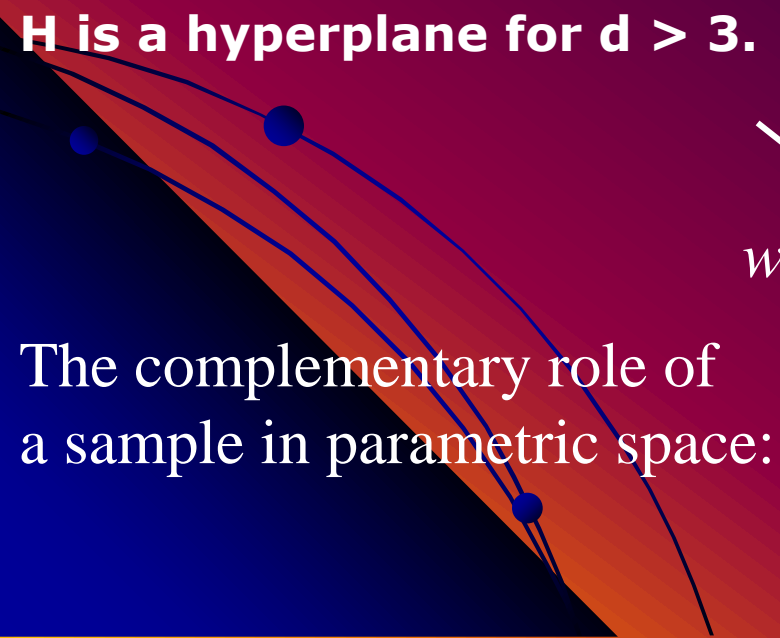 H is a hyperplane for d > 3.
w
The complementary role of
a sample in parametric space: